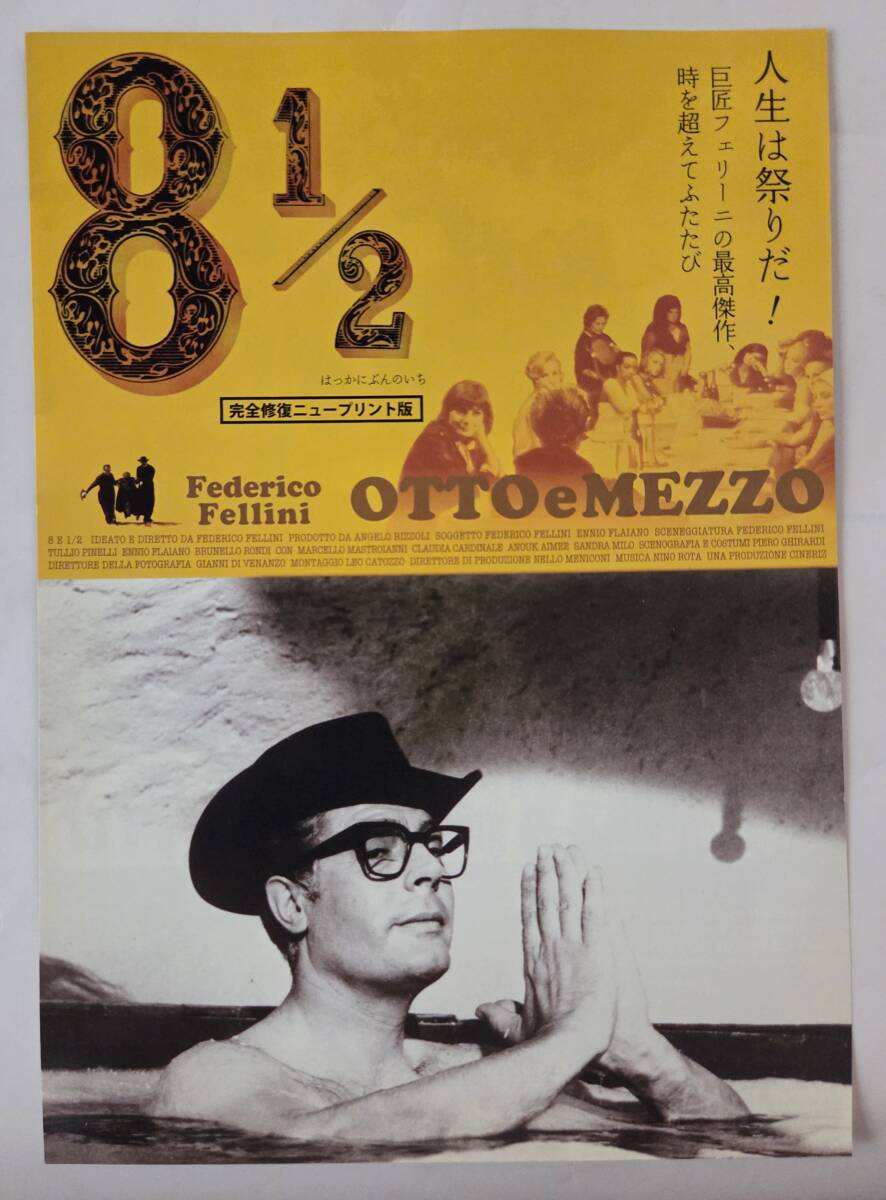 8 1/2
人生は祭りだ!
巨匠フェリーニの最高傑作、
時を超えてふたたび
はっかにぶんのいち
完全修復ニュープリント版
Federico
Fellini
OTTO e MEZZO
8 E 1/2 IDEATO E DIRETTO DA FEDERICO FELLINI PRODOTTO DA ANGELO RIZZOLI SOGGETTO FEDERICO FELLINI ENNIO FLAIANO SCENEGGIATURA FEDERICO FELLINI
TULLIO PINELLI ENNIO FLAIANO BRUNELLO RONDI CON MARCELLO MASTROIANNI CLAUDIA CARDINALE ANOUK AIMEE SANDRA MILO SCENOGRAFIA E COSTUMI PIERO GHIRARDI
DIRETTORE DELLA FOTOGRAFIA GIANNI DI VENANZO MONTAGGIO LEO CATOZZO DIRETTORE DI PRODUZIONE NELLO MENICONI MUSICA NINO ROTA UNA PRODUZIONE CINERIZ